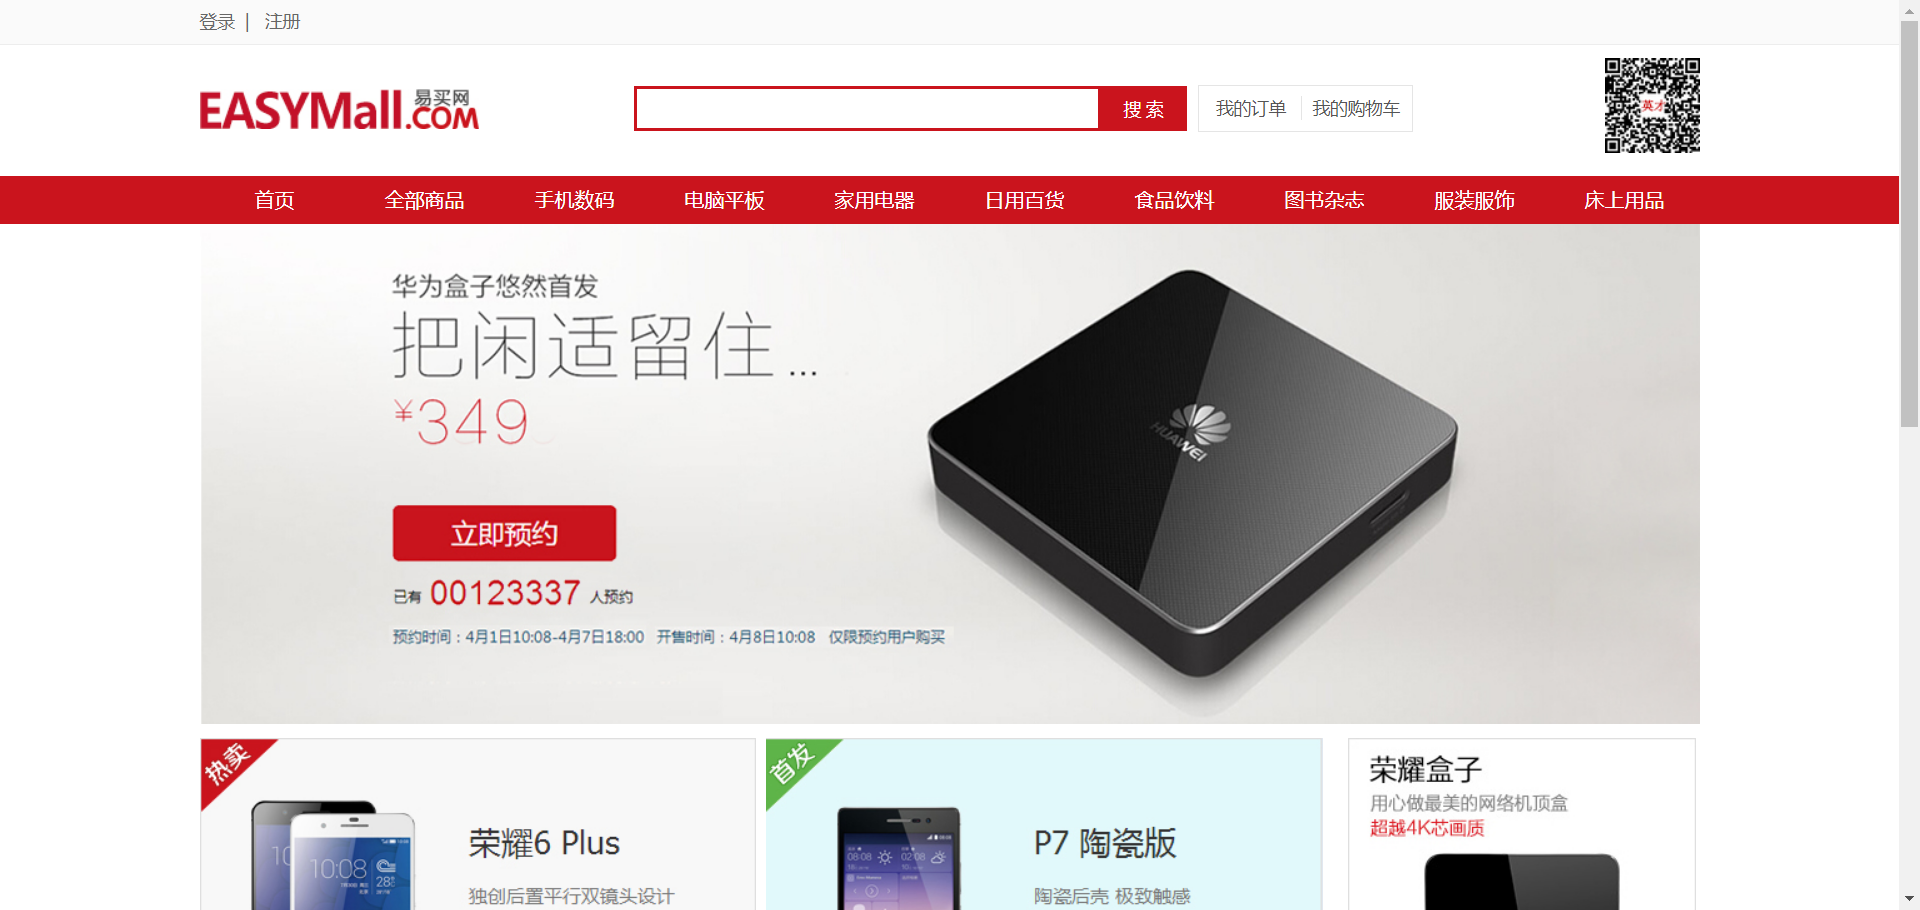 登录 | 注册
EASYMall.COM 易买网
搜 索
我的订单 我的购物车
英才
首页 全部商品 手机数码 电脑平板 家用电器 日用百货 食品饮料 图书杂志 服装服饰 床上用品
华为盒子悠然首发
把闲适留住...
¥349
HUAWEI
立即预约
已有 00123337 人预约
预约时间：4月1日10:08-4月7日18:00 开售时间：4月8日10:08 仅限预约用户购买
热卖
荣耀6 Plus
独创后置平行双镜头设计
10:08
28
首发
P7 陶瓷版
陶瓷后壳 极致触感
08:08 02:08
荣耀盒子
用心做最美的网络机顶盒
超越4K芯画质